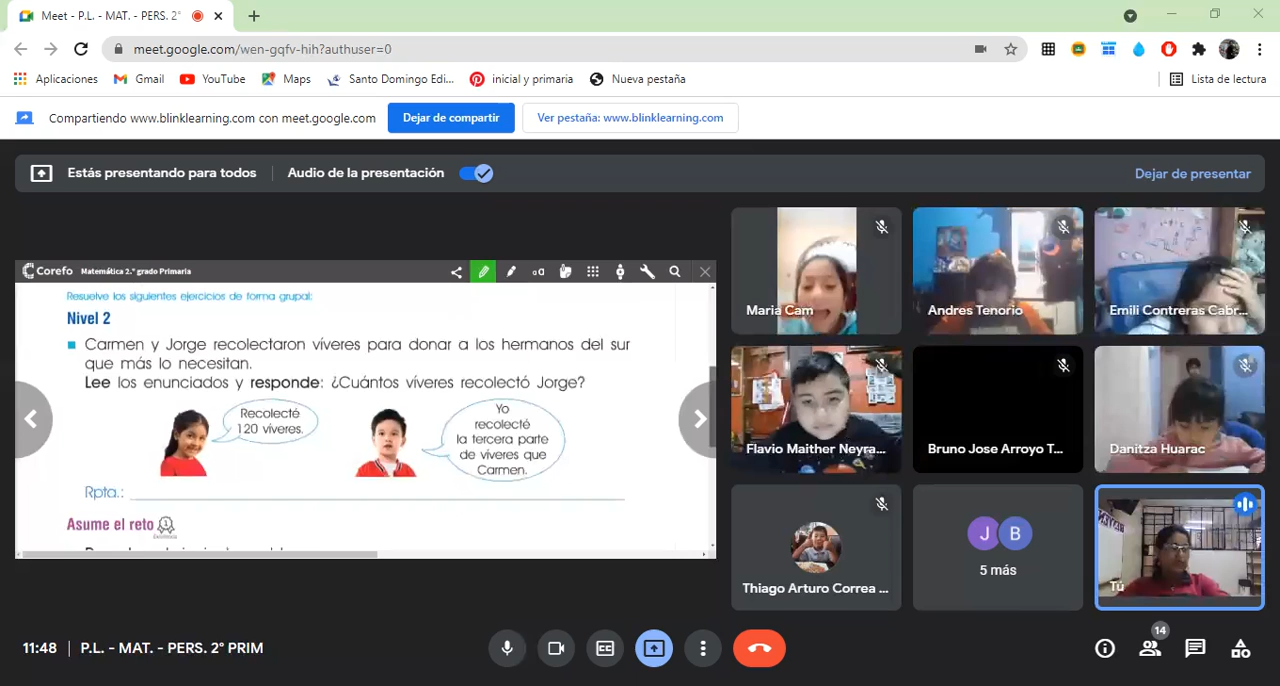 Meet - P.L. - MAT. - PERS. 2°
meet.google.com/wen-gqfv-hih?authuser=0
Aplicaciones
Gmail
YouTube
Maps
Santo Domingo Edi...
inicial y primaria
Nueva pestaña
Lista de lectura
Compartiendo www.blinklearning.com con meet.google.com
Dejar de compartir
Ver pestaña: www.blinklearning.com
Estás presentando para todos
Audio de la presentación
Dejar de presentar
Corefo
Matemática 2.° grado Primaria
Resuelve los siguientes ejercicios de forma grupal:
Nivel 2
Carmen y Jorge recolectaron víveres para donar a los hermanos del sur
que más lo necesitan.
Lee los enunciados y responde: ¿Cuántos víveres recolectó Jorge?
Recolecté
120 víveres.
Yo
recolecté
la tercera parte
de víveres que
Carmen.
Rpta.:
Asume el reto
Maria Cam
Andres Tenorio
Emili Contreras Cabr...
Flavio Maither Neyra...
Bruno Jose Arroyo T...
Danitza Huarac
Thiago Arturo Correa ...
J
B
5 más
Tú
11:48
P.L. - MAT. - PERS. 2° PRIM
CC
14